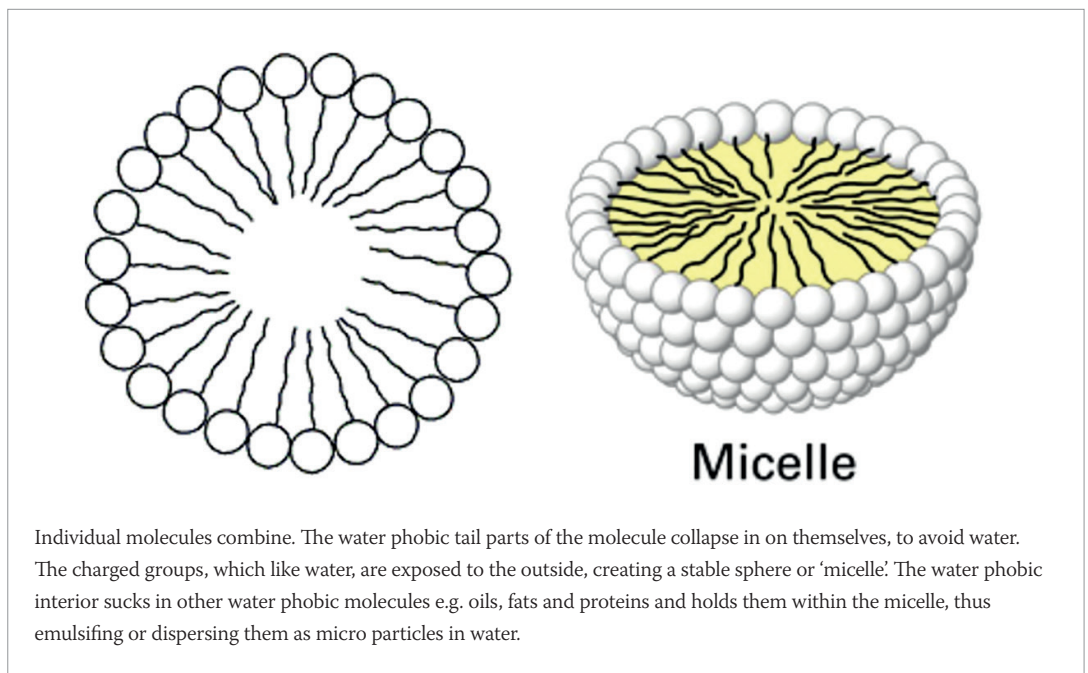 Micelle
Individual molecules combine. The water phobic tail parts of the molecule collapse in on themselves, to avoid water.
The charged groups, which like water, are exposed to the outside, creating a stable sphere or ‘micelle’. The water phobic
interior sucks in other water phobic molecules e.g. oils, fats and proteins and holds them within the micelle, thus
emulsifing or dispersing them as micro particles in water.